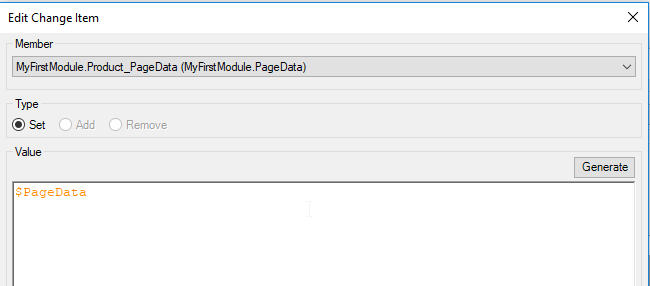 Edit Change Item
Member
MyFirstModule.Product_PageData (MyFirstModule.PageData)
Type
Set Add Remove
Value
Generate
$PageData